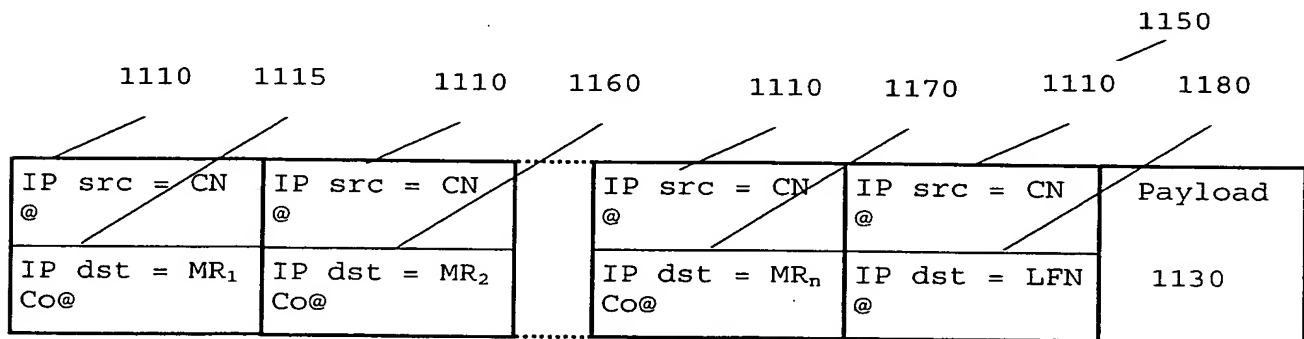 1150
1110 1115 1110 1160 1110 1170 1110 1180
IP src = CN IP src = CN IP src = CN IP src = CN Payload
@ @ @ @
IP dst = MR₁ IP dst = MR₂ IP dst = MRₙ IP dst = LFN 1130
Co@ Co@ Co@ @